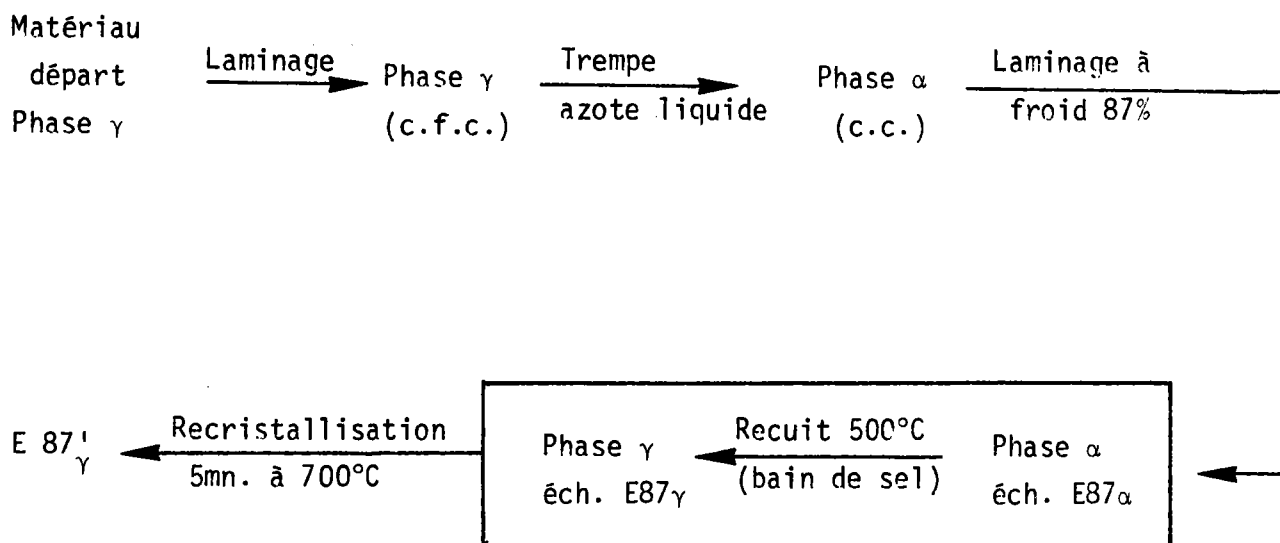 Matériau
départ
Phase γ
Laminage
Phase γ
(c.f.c.)
Trempe
azote liquide
Phase α
(c.c.)
Laminage à
froid 87%
E 87'γ
Recristallisation
5mn. à 700°C
Phase γ
éch. E87γ
Recuit 500°C
(bain de sel)
Phase α
éch. E87α